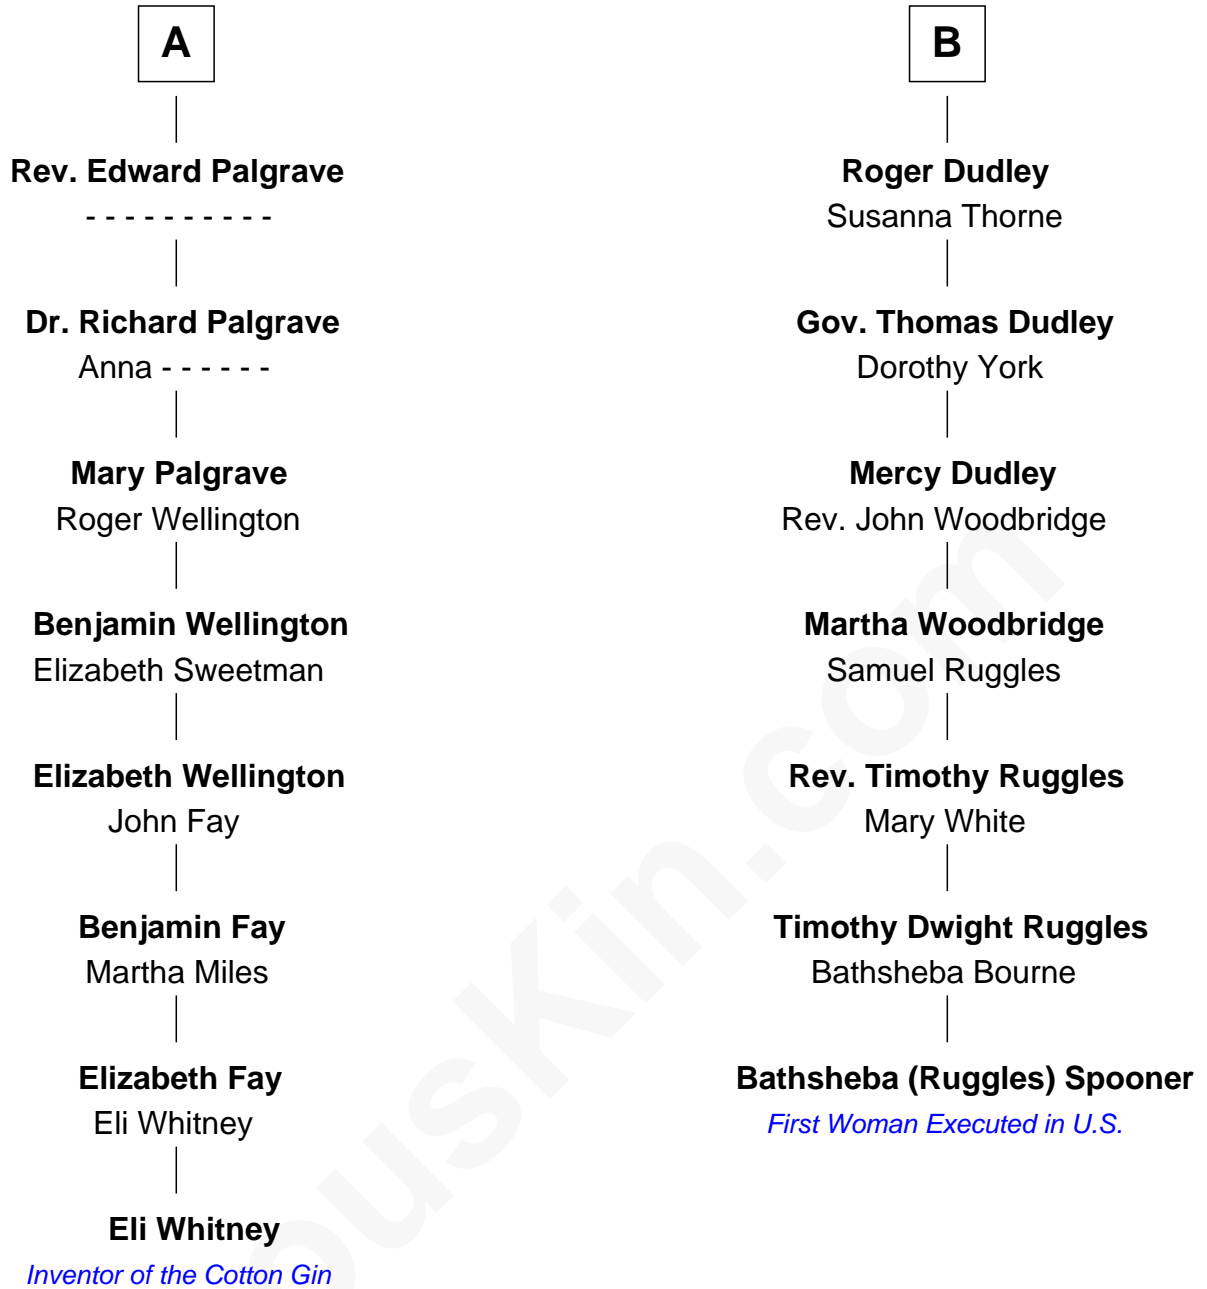 A
Rev. Edward Palgrave
- - - - - - - - - -
Dr. Richard Palgrave
Anna - - - - - -
Mary Palgrave
Roger Wellington
Benjamin Wellington
Elizabeth Sweetman
Elizabeth Wellington
John Fay
Benjamin Fay
Martha Miles
Elizabeth Fay
Eli Whitney
Eli Whitney
Inventor of the Cotton Gin
B
Roger Dudley
Susanna Thorne
Gov. Thomas Dudley
Dorothy York
Mercy Dudley
Rev. John Woodbridge
Martha Woodbridge
Samuel Ruggles
Rev. Timothy Ruggles
Mary White
Timothy Dwight Ruggles
Bathsheba Bourne
Bathsheba (Ruggles) Spooner
First Woman Executed in U.S.
ousKin.com